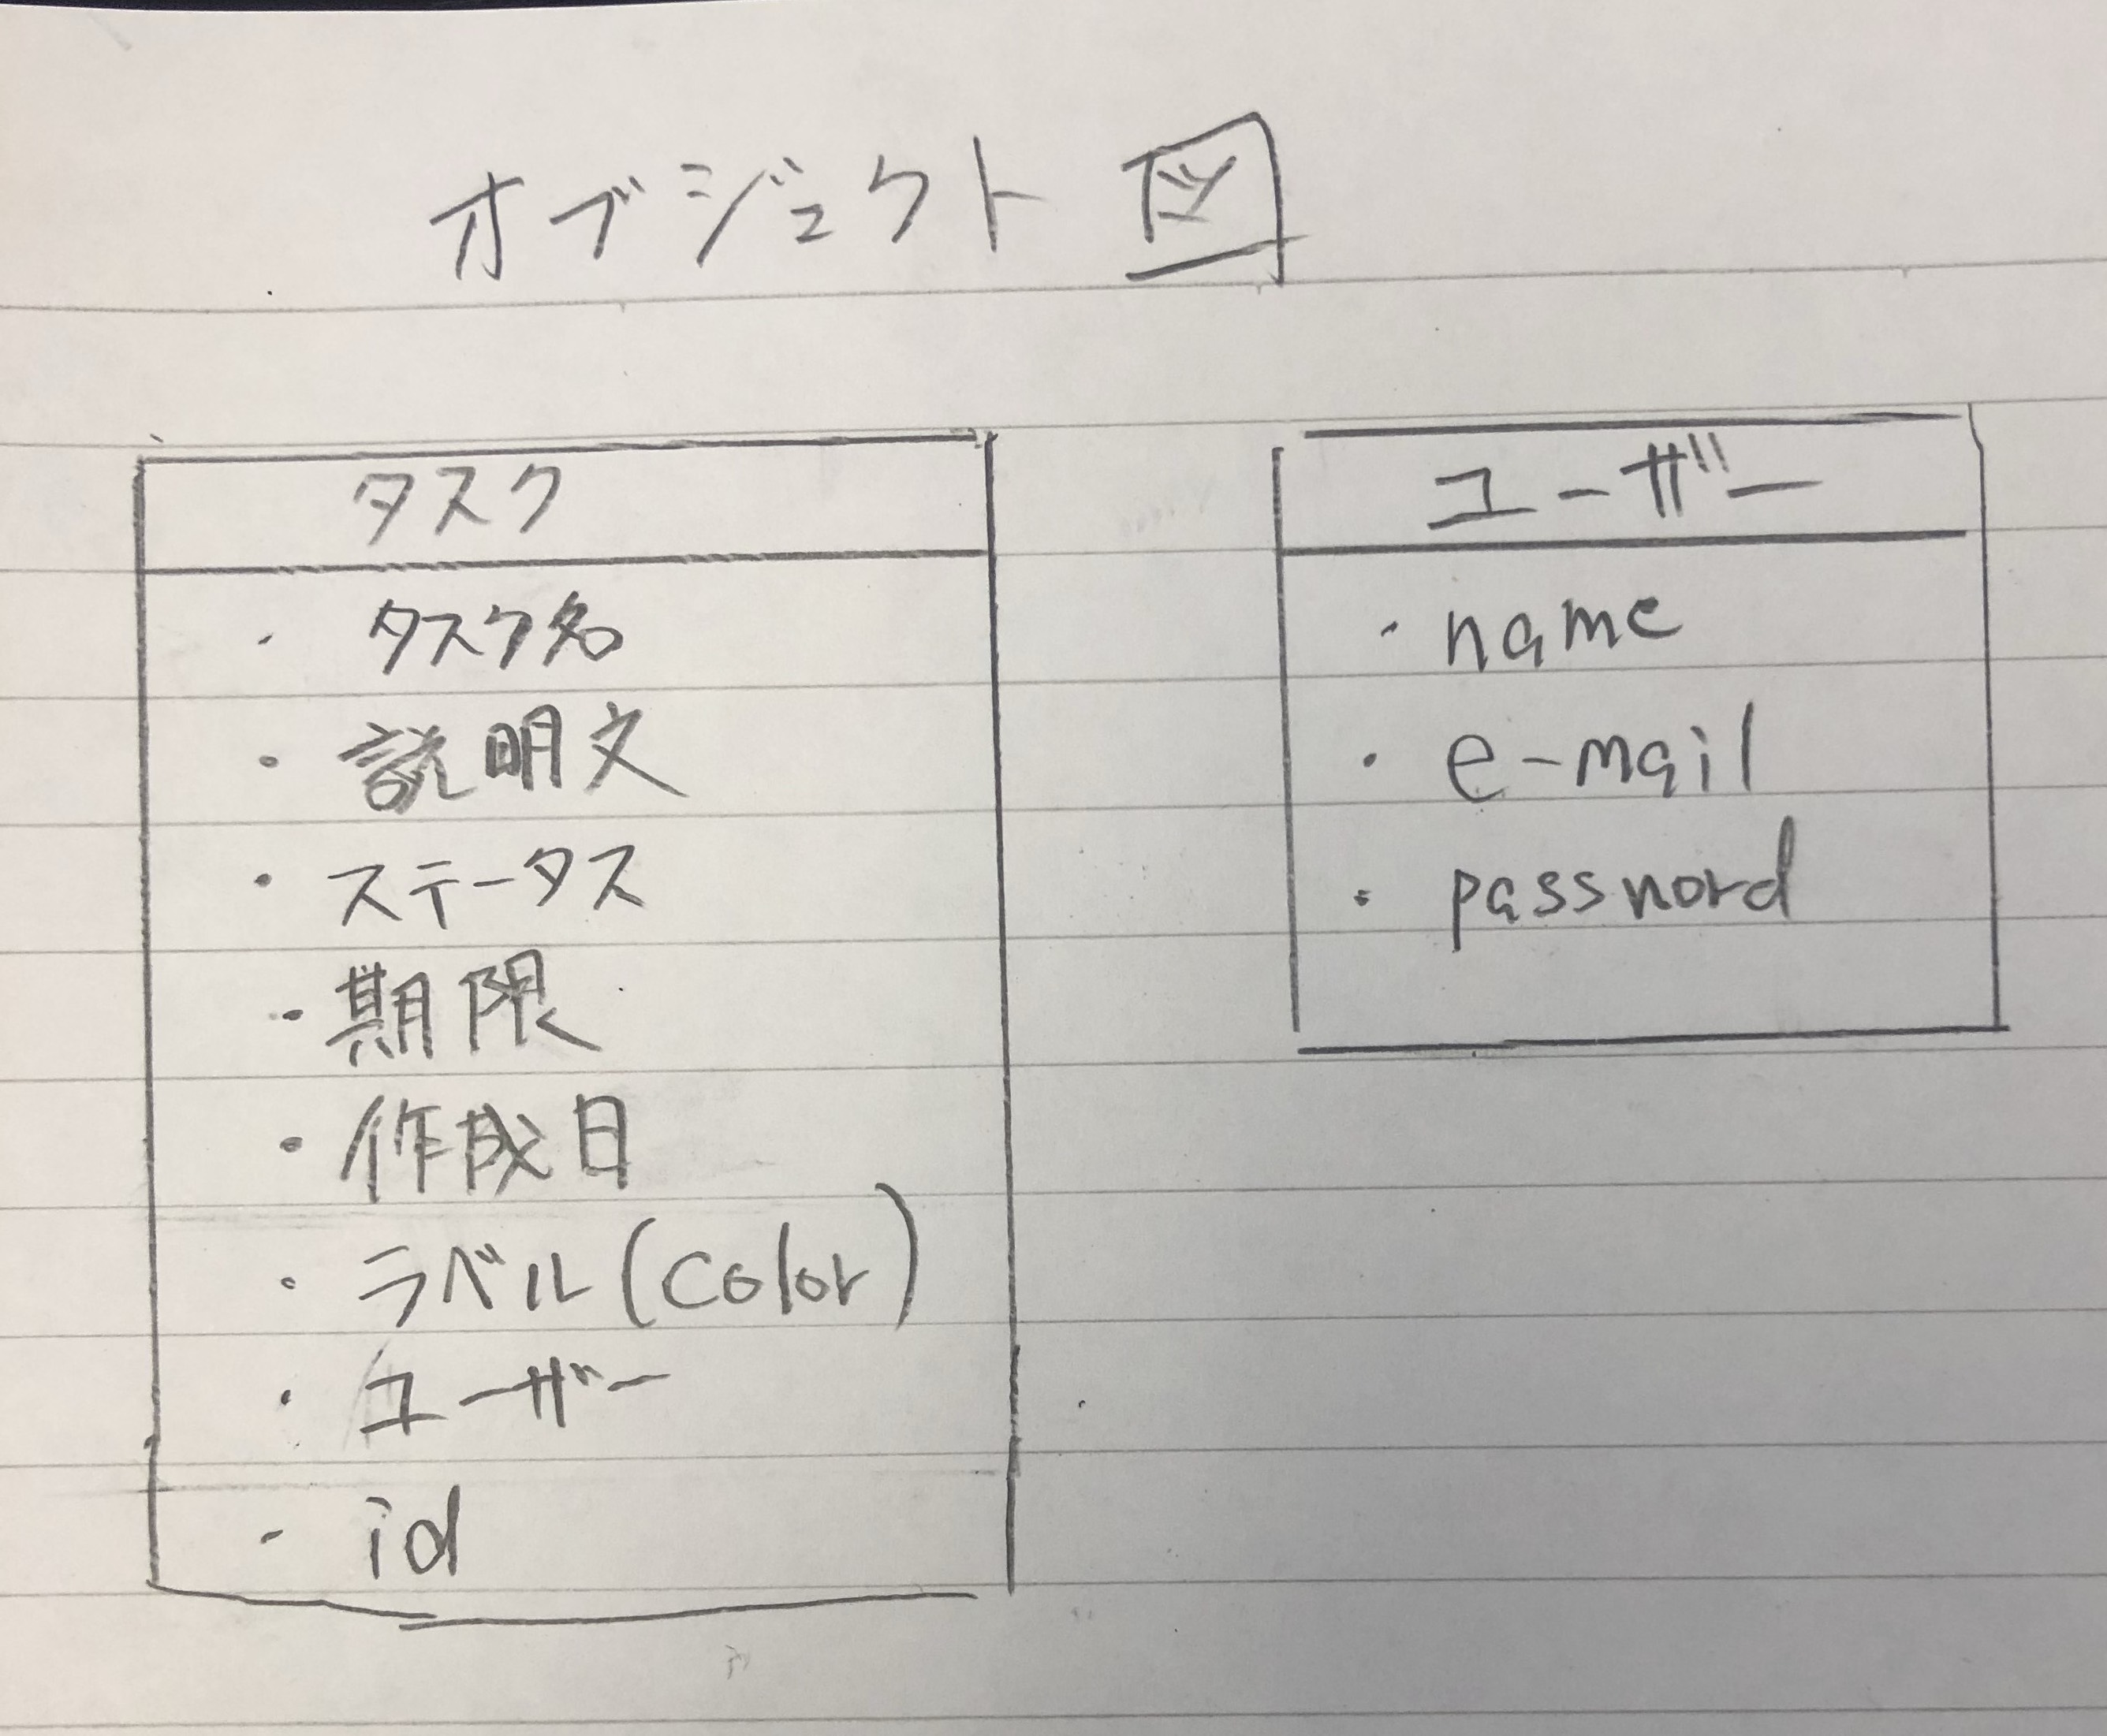 オブジェクト図
タスク
・タスク名
・説明文
・ステータス
・期限
・作成日
・ラベル(color)
・ユーザー
・id
ユーザー
・name
・e-mail
・password